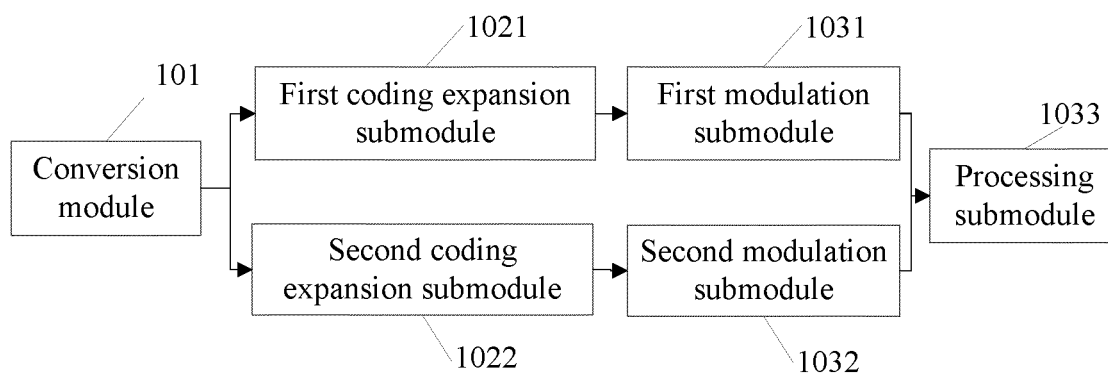 1021
1031
101
First coding expansion
submodule
First modulation
submodule
1033
Conversion
module
Processing
submodule
Second coding
expansion submodule
Second modulation
submodule
1022
1032